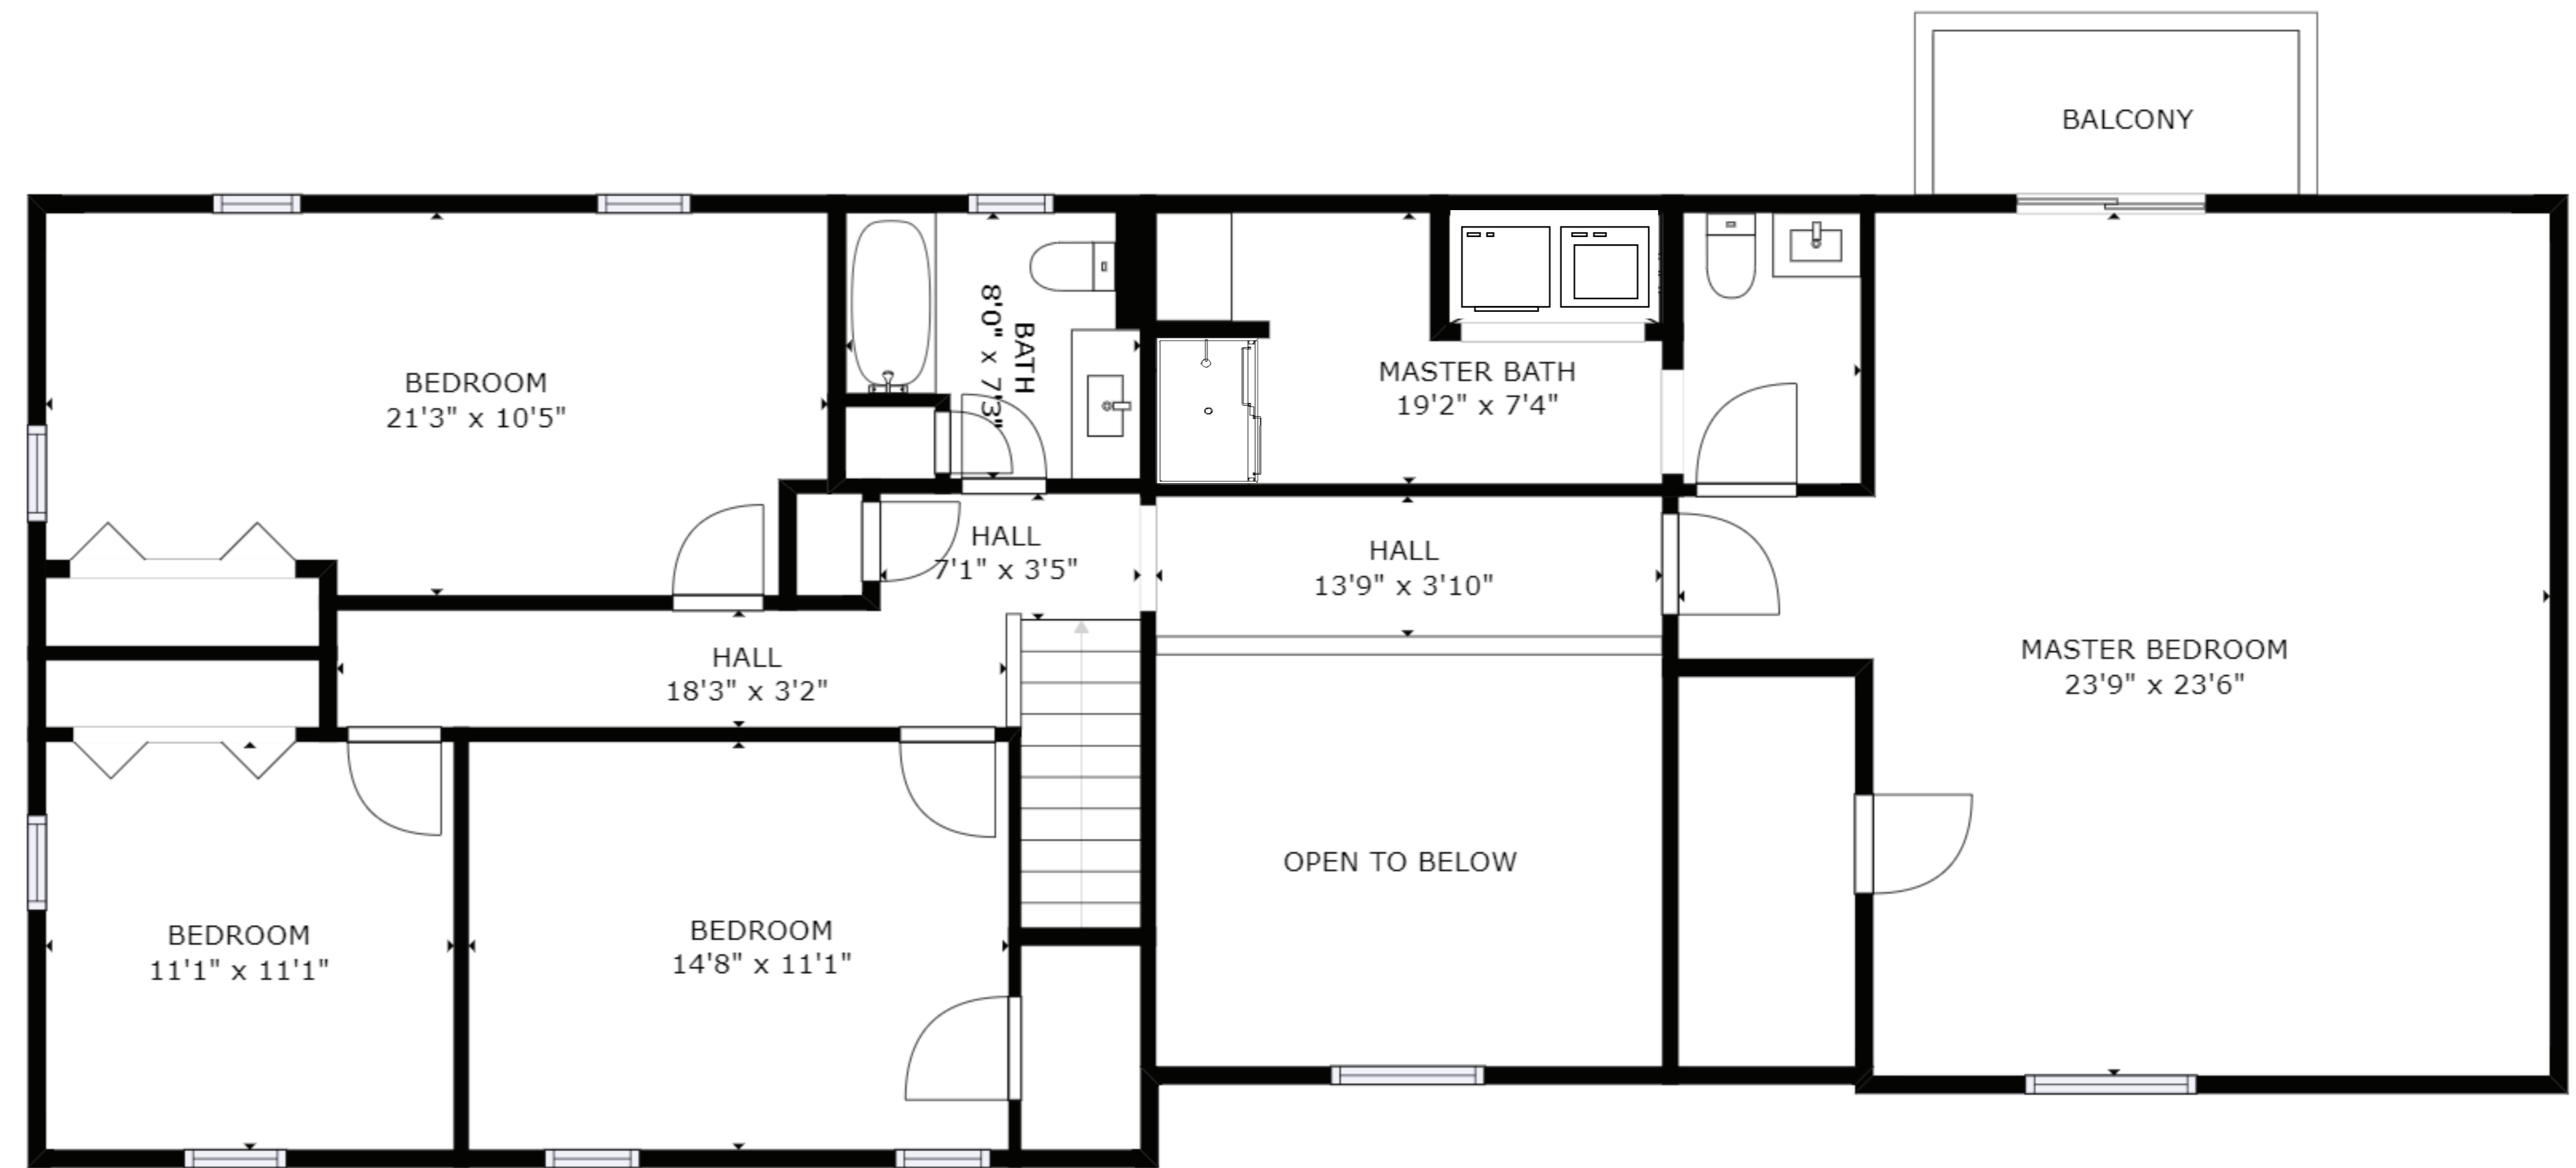 BALCONY
BEDROOM
21'3" x 10'5"
BATH
8'0" x 7'3"
MASTER BATH
19'2" x 7'4"
HALL
7'1" x 3'5"
HALL
13'9" x 3'10"
HALL
18'3" x 3'2"
MASTER BEDROOM
23'9" x 23'6"
OPEN TO BELOW
BEDROOM
11'1" x 11'1"
BEDROOM
14'8" x 11'1"